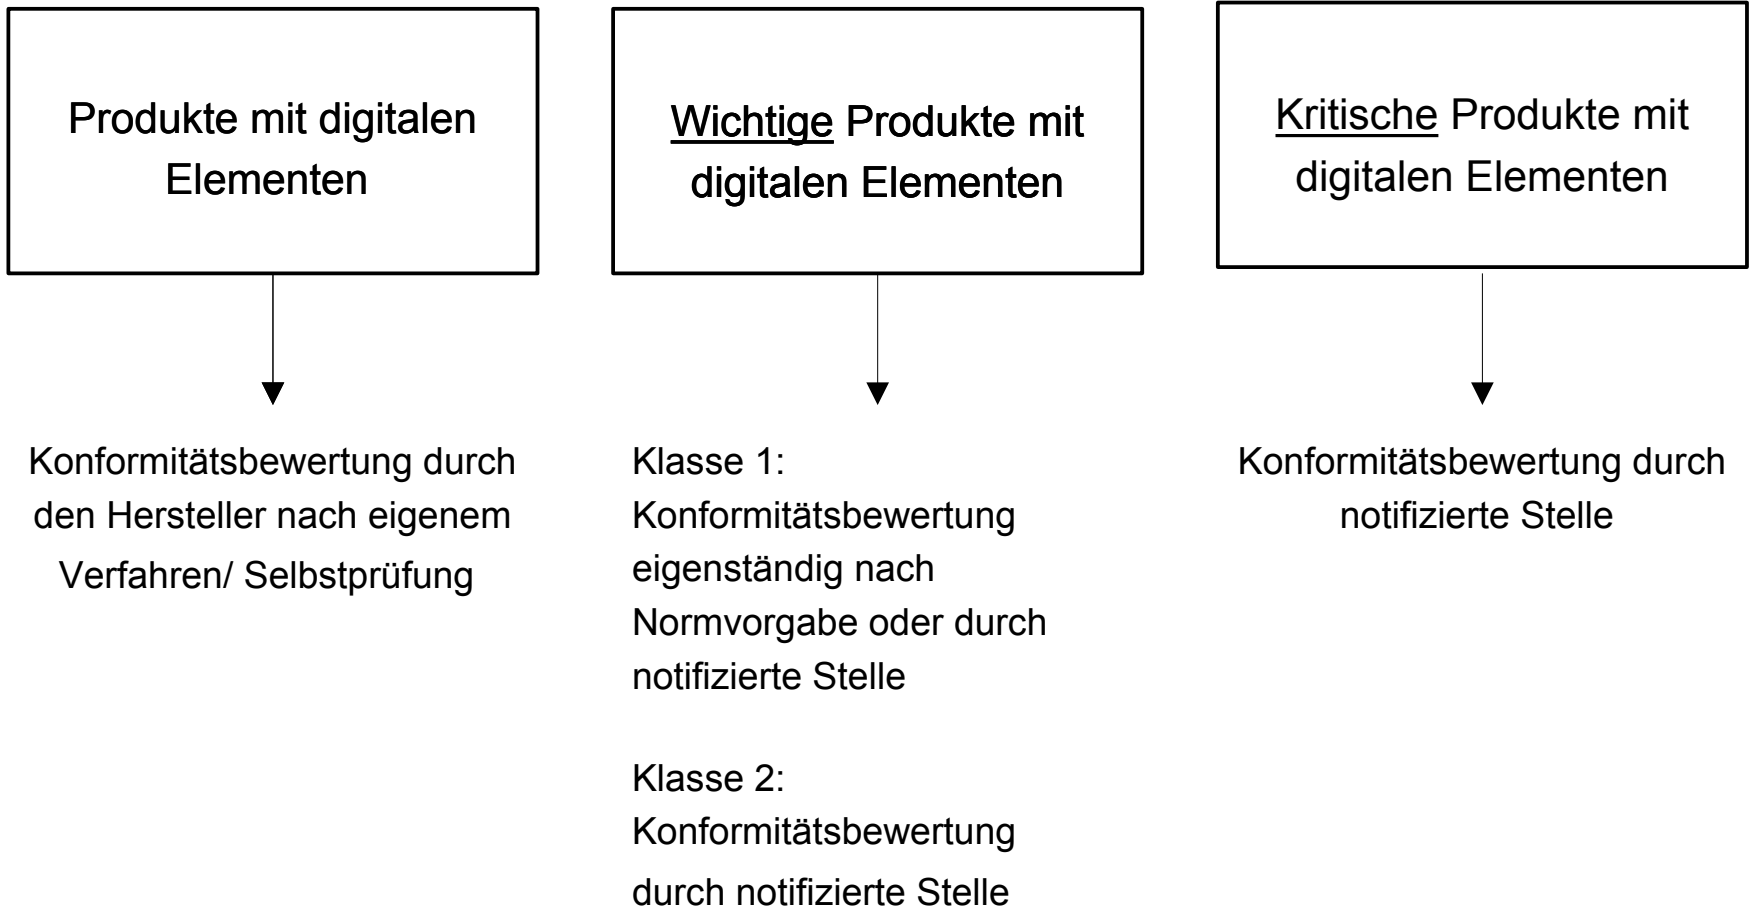 Produkte mit digitalen
Elementen
Wichtige Produkte mit
digitalen Elementen
Kritische Produkte mit
digitalen Elementen
Konformitätsbewertung durch
den Hersteller nach eigenem
Verfahren/ Selbstprüfung
Klasse 1:
Konformitätsbewertung
eigenständig nach
Normvorgabe oder durch
notifizierte Stelle
Klasse 2:
Konformitätsbewertung
durch notifizierte Stelle
Konformitätsbewertung durch
notifizierte Stelle